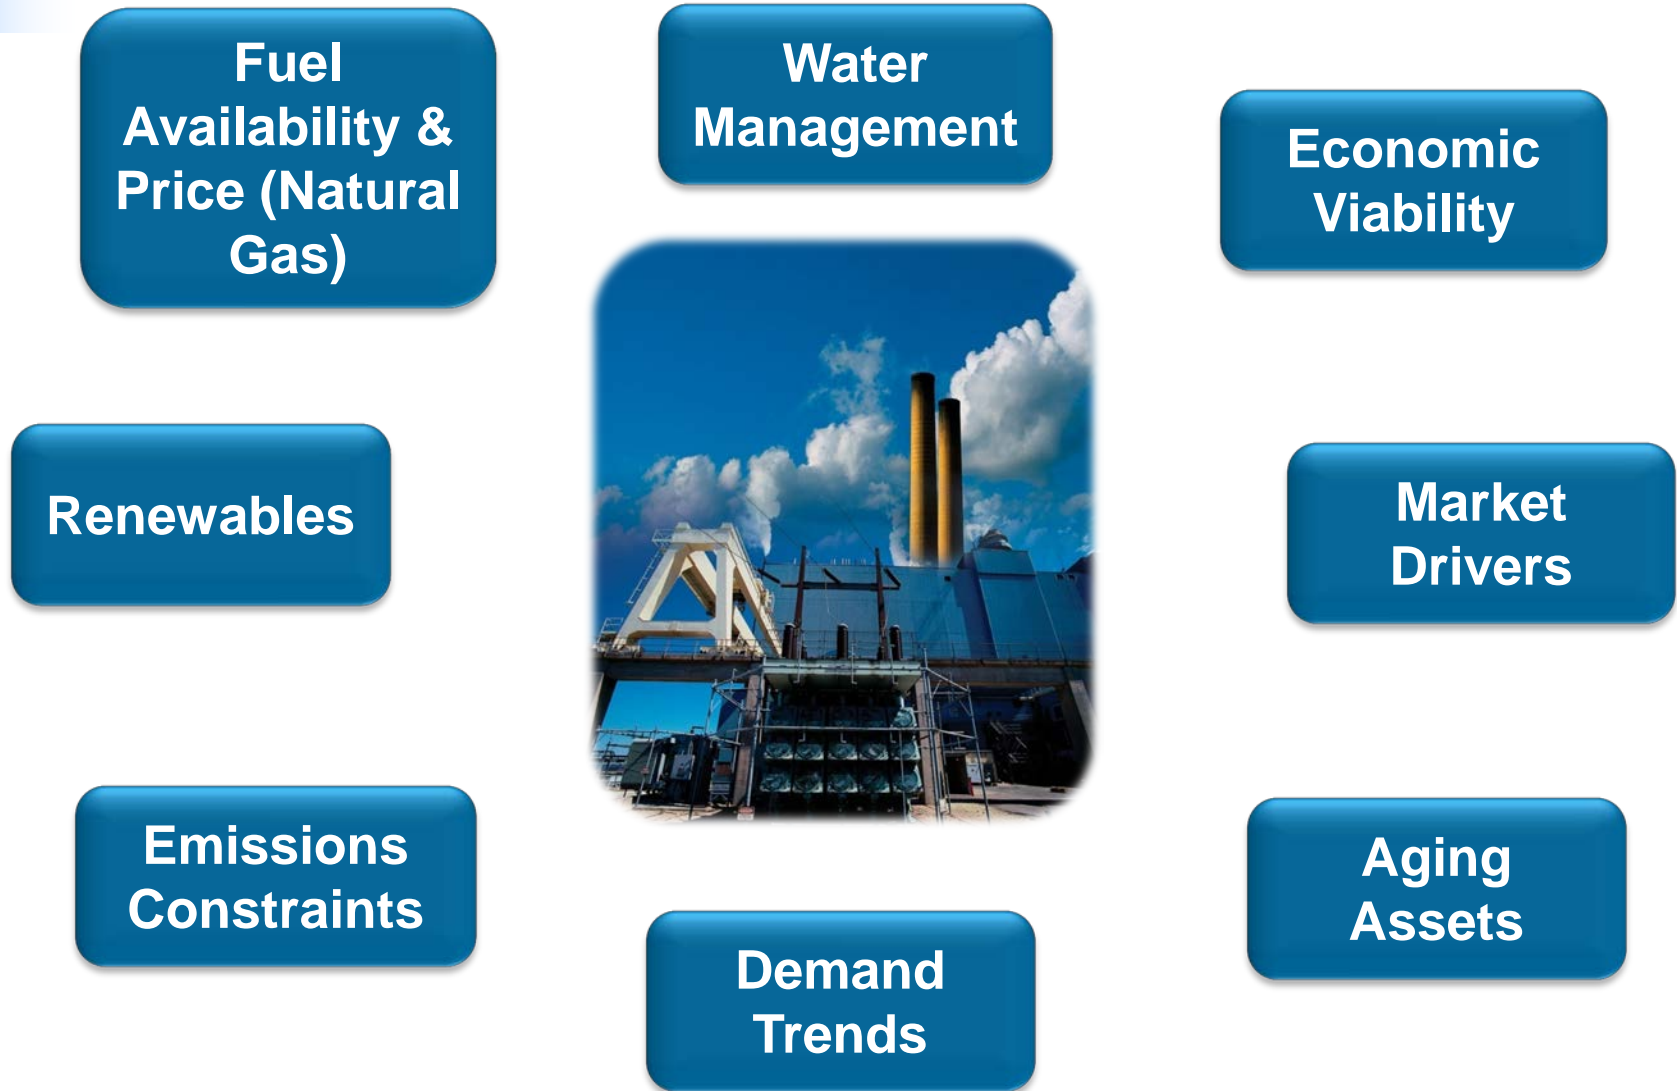 Fuel
Availability &
Price (Natural
Gas)
Water
Management
Economic
Viability
Renewables
Market
Drivers
Emissions
Constraints
Aging
Assets
Demand
Trends